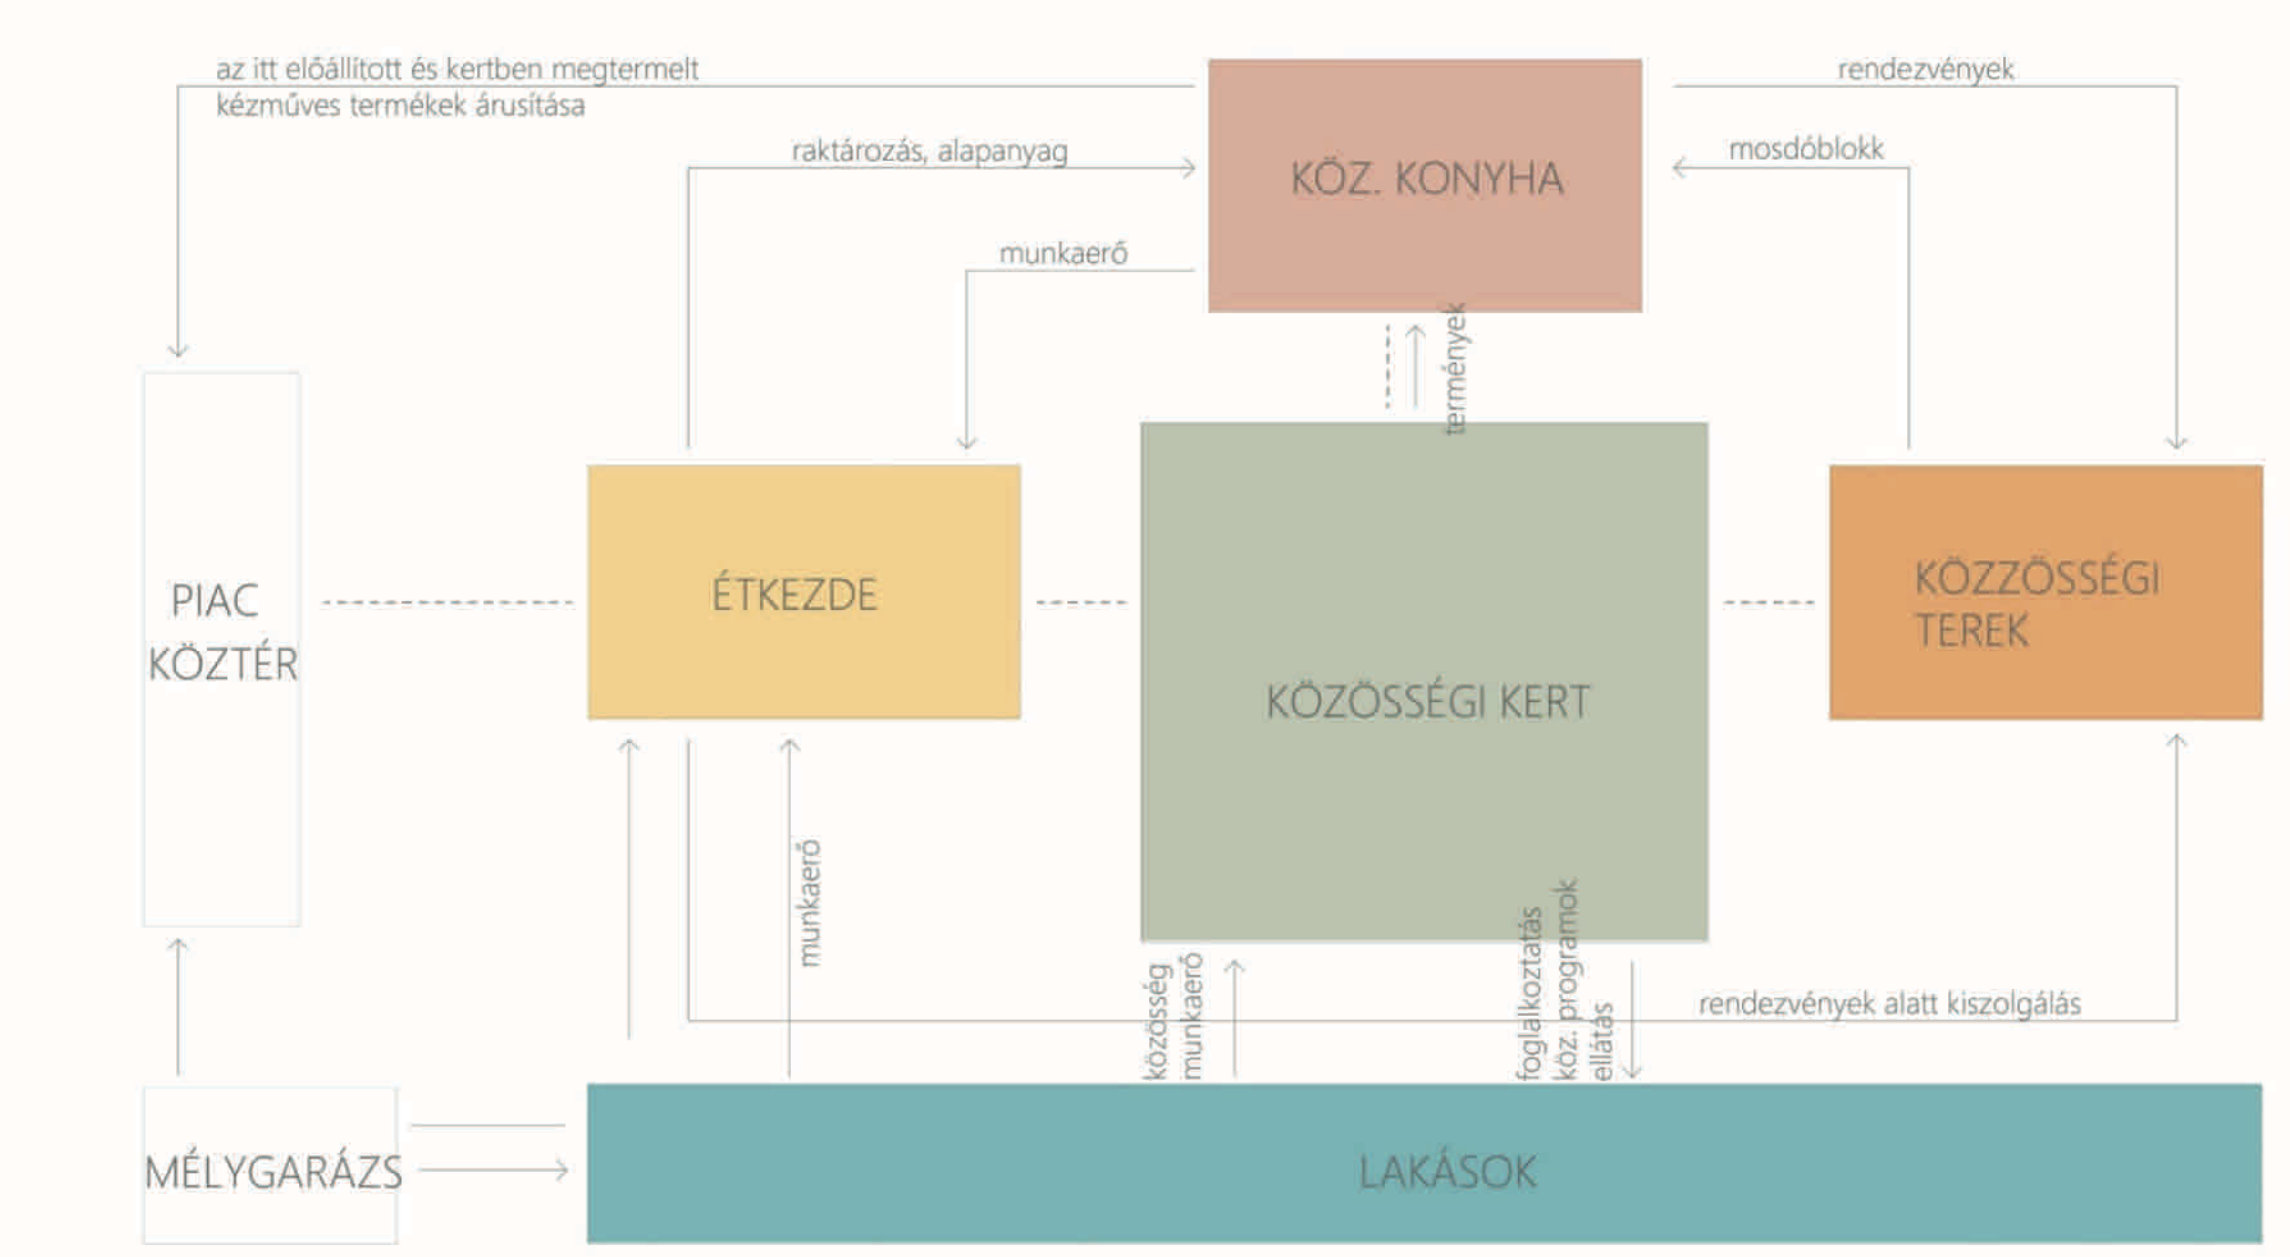 az itt előállított és kertben megtermelt
kézműves termékek árusítása
rendezvények
raktározás, alapanyag
mosdóblokk
KÖZ. KONYHA
munkaerő
termények
PIAC
KÖZTÉR
ÉTKEZDE
KÖZÖSSÉGI KERT
KÖZZÖSSÉGI
TEREK
munkaerő
közösség
munkaerő
foglalkoztatás
köz. programok
ellátás
rendezvények alatt kiszolgálás
MÉLYGARÁZS
LAKÁSOK